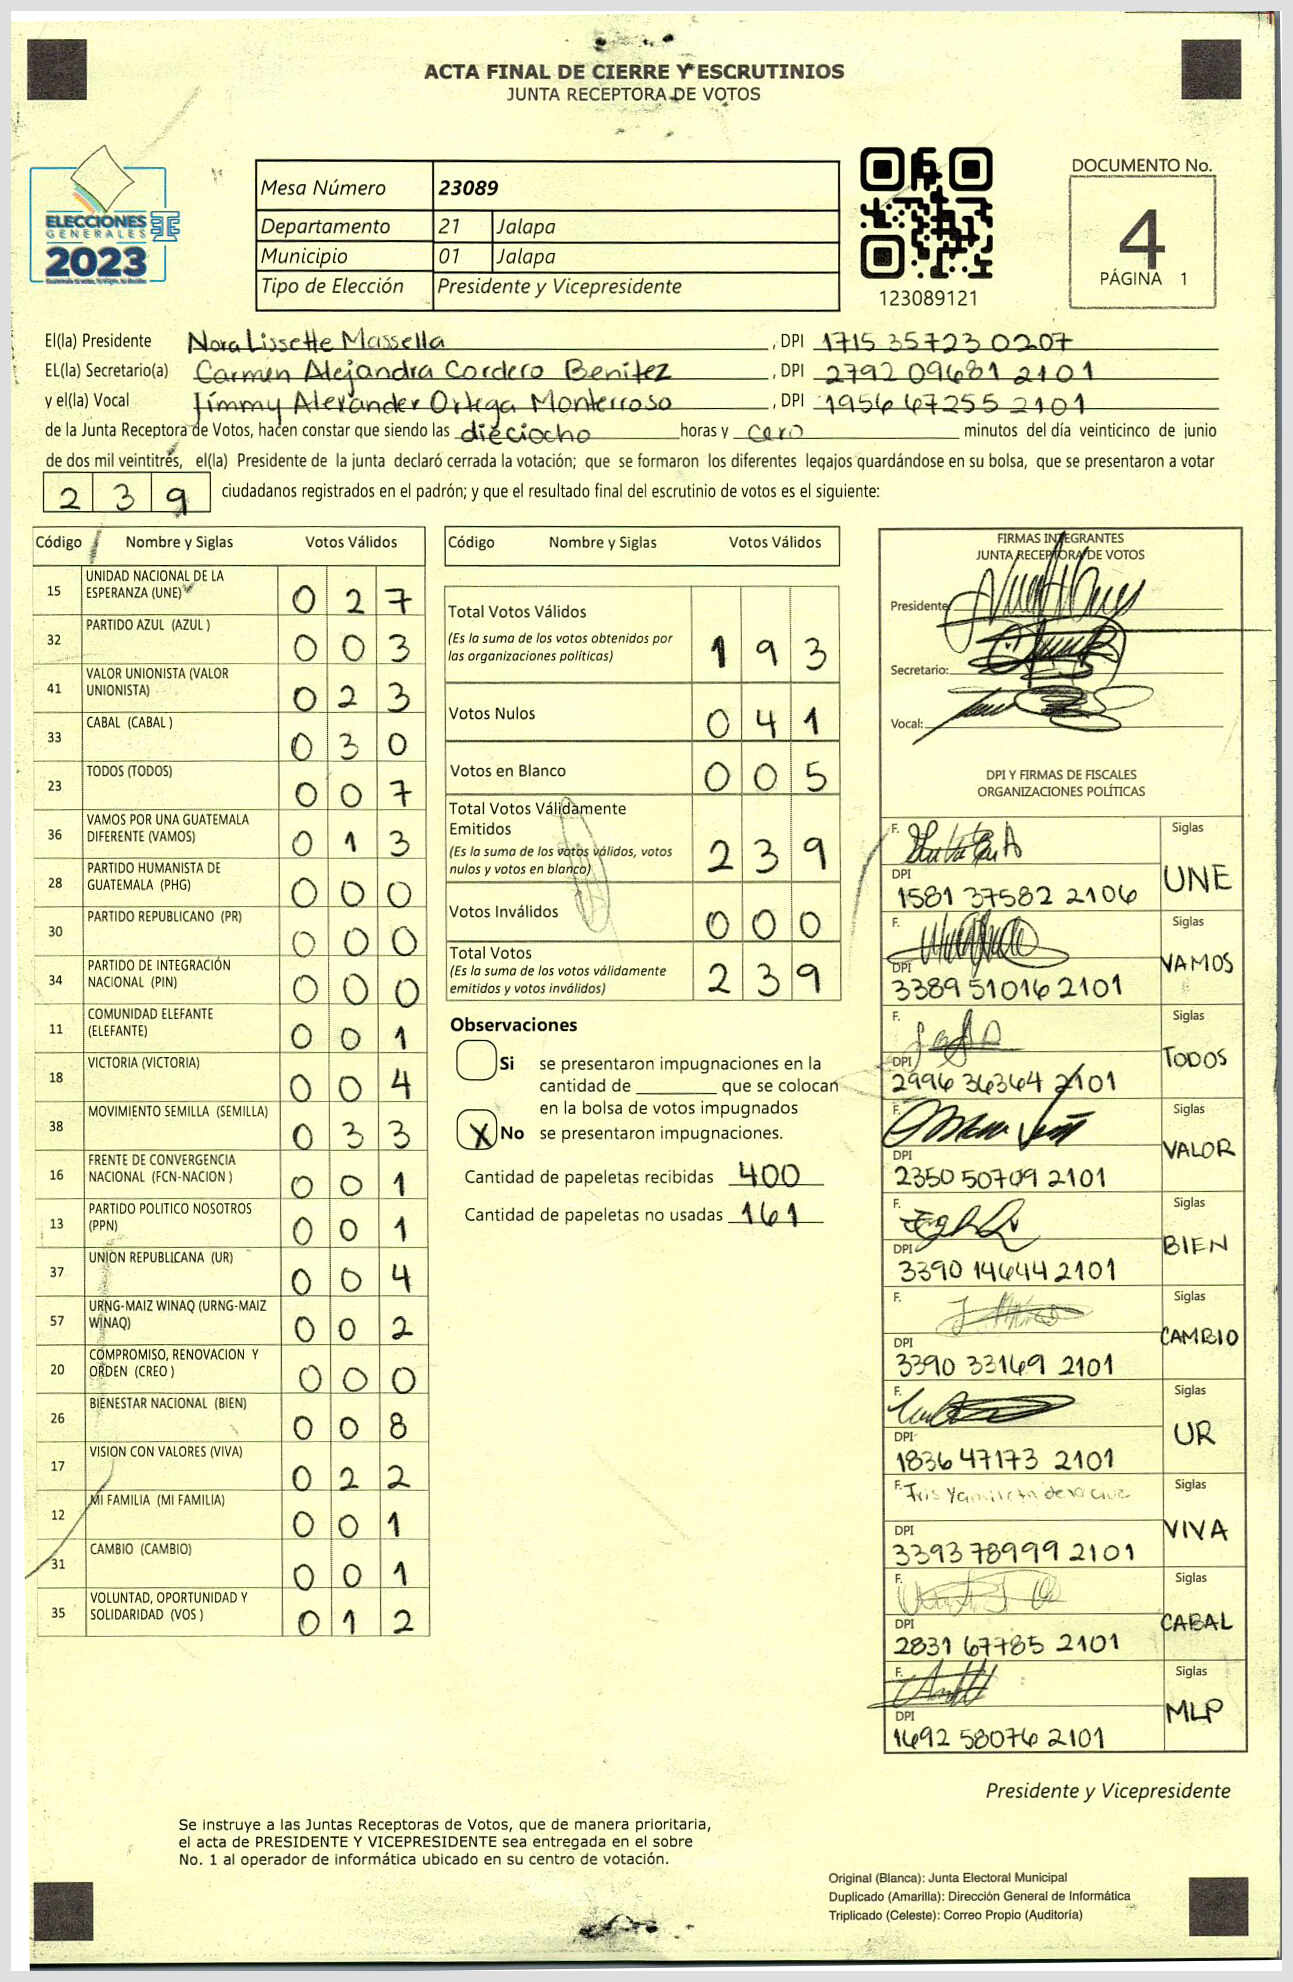 ACTA FINAL DE CIERRE Y ESCRUTINIOS
JUNTA RECEPTORA DE VOTOS
ELECCIONES
GENERALES
2023
Mesa Número 23089
Departamento 21 Jalapa
Municipio 01 Jalapa
Tipo de Elección Presidente y Vicepresidente
123089121
DOCUMENTO No.
4
PÁGINA 1
El(la) Presidente Nora Lissette Massella , DPI 1715 35723 0207
EL(la) Secretario(a) Carmen Alejandra Cordero Benitez , DPI 2792 09681 2101
y el(la) Vocal Jimmy Alexander Ortega Monterroso , DPI 1956 67255 2101
de la Junta Receptora de Votos, hacen constar que siendo las dieciocho horas y cero minutos del día veinticinco de junio
de dos mil veintitrés, el(la) Presidente de la junta declaró cerrada la votación; que se formaron los diferentes legajos guardándose en su bolsa, que se presentaron a votar
2 3 9 ciudadanos registrados en el padrón; y que el resultado final del escrutinio de votos es el siguiente:
Código Nombre y Siglas Votos Válidos
15 UNIDAD NACIONAL DE LA ESPERANZA (UNE) 0 2 7
32 PARTIDO AZUL (AZUL ) 0 0 3
41 VALOR UNIONISTA (VALOR UNIONISTA) 0 2 3
33 CABAL (CABAL ) 0 3 0
23 TODOS (TODOS) 0 0 7
36 VAMOS POR UNA GUATEMALA DIFERENTE (VAMOS) 0 1 3
28 PARTIDO HUMANISTA DE GUATEMALA (PHG) 0 0 0
30 PARTIDO REPUBLICANO (PR) 0 0 0
34 PARTIDO DE INTEGRACIÓN NACIONAL (PIN) 0 0 0
11 COMUNIDAD ELEFANTE (ELEFANTE) 0 0 1
18 VICTORIA (VICTORIA) 0 0 4
38 MOVIMIENTO SEMILLA (SEMILLA) 0 3 3
16 FRENTE DE CONVERGENCIA NACIONAL (FCN-NACION ) 0 0 1
13 PARTIDO POLITICO NOSOTROS (PPN) 0 0 1
37 UNION REPUBLICANA (UR) 0 0 4
57 URNG-MAIZ WINAQ (URNG-MAIZ WINAQ) 0 0 2
20 COMPROMISO, RENOVACION Y ORDEN (CREO ) 0 0 0
26 BIENESTAR NACIONAL (BIEN) 0 0 8
17 VISION CON VALORES (VIVA) 0 2 2
12 MI FAMILIA (MI FAMILIA) 0 0 1
31 CAMBIO (CAMBIO) 0 0 1
35 VOLUNTAD, OPORTUNIDAD Y SOLIDARIDAD (VOS ) 0 1 2
Código Nombre y Siglas Votos Válidos
Total Votos Válidos
(Es la suma de los votos obtenidos por
las organizaciones politicas) 1 9 3
Votos Nulos 0 4 1
Votos en Blanco 0 0 5
Total Votos Válidamente
Emitidos
(Es la suma de los votos válidos, votos
nulos y votos en blanco) 2 3 9
Votos Inválidos 0 0 0
Total Votos
(Es la suma de los votos válidamente
emitidos y votos inválidos) 2 3 9
Observaciones
Si se presentaron impugnaciones en la
cantidad de ________ que se colocan
en la bolsa de votos impugnados
X No se presentaron impugnaciones.
Cantidad de papeletas recibidas 400
Cantidad de papeletas no usadas 161
FIRMAS INTEGRANTES
JUNTA RECEPTORA DE VOTOS
Presidente
Secretario:
Vocal:
DPI Y FIRMAS DE FISCALES
ORGANIZACIONES POLÍTICAS
F. Siglas
DPI UNE
1581 37582 2106
F. Siglas
DPI VAMOS
3389 51016 2101
F. Siglas
DPI TODOS
2996 36364 2101
F. Siglas
DPI VALOR
2350 50709 2101
F. Siglas
DPI BIEN
3390 14644 2101
F. Siglas
DPI CAMBIO
3390 33169 2101
F. Siglas
DPI UR
1836 47173 2101
F. Siglas
DPI VIVA
3393 78999 2101
F. Siglas
DPI CABAL
2831 67785 2101
F. Siglas
DPI MLP
1692 58076 2101
Presidente y Vicepresidente
Se instruye a las Juntas Receptoras de Votos, que de manera prioritaria,
el acta de PRESIDENTE Y VICEPRESIDENTE sea entregada en el sobre
No. 1 al operador de informática ubicado en su centro de votación.
Original (Blanca): Junta Electoral Municipal
Duplicado (Amarilla): Dirección General de Informática
Triplicado (Celeste): Correo Propio (Auditoría)